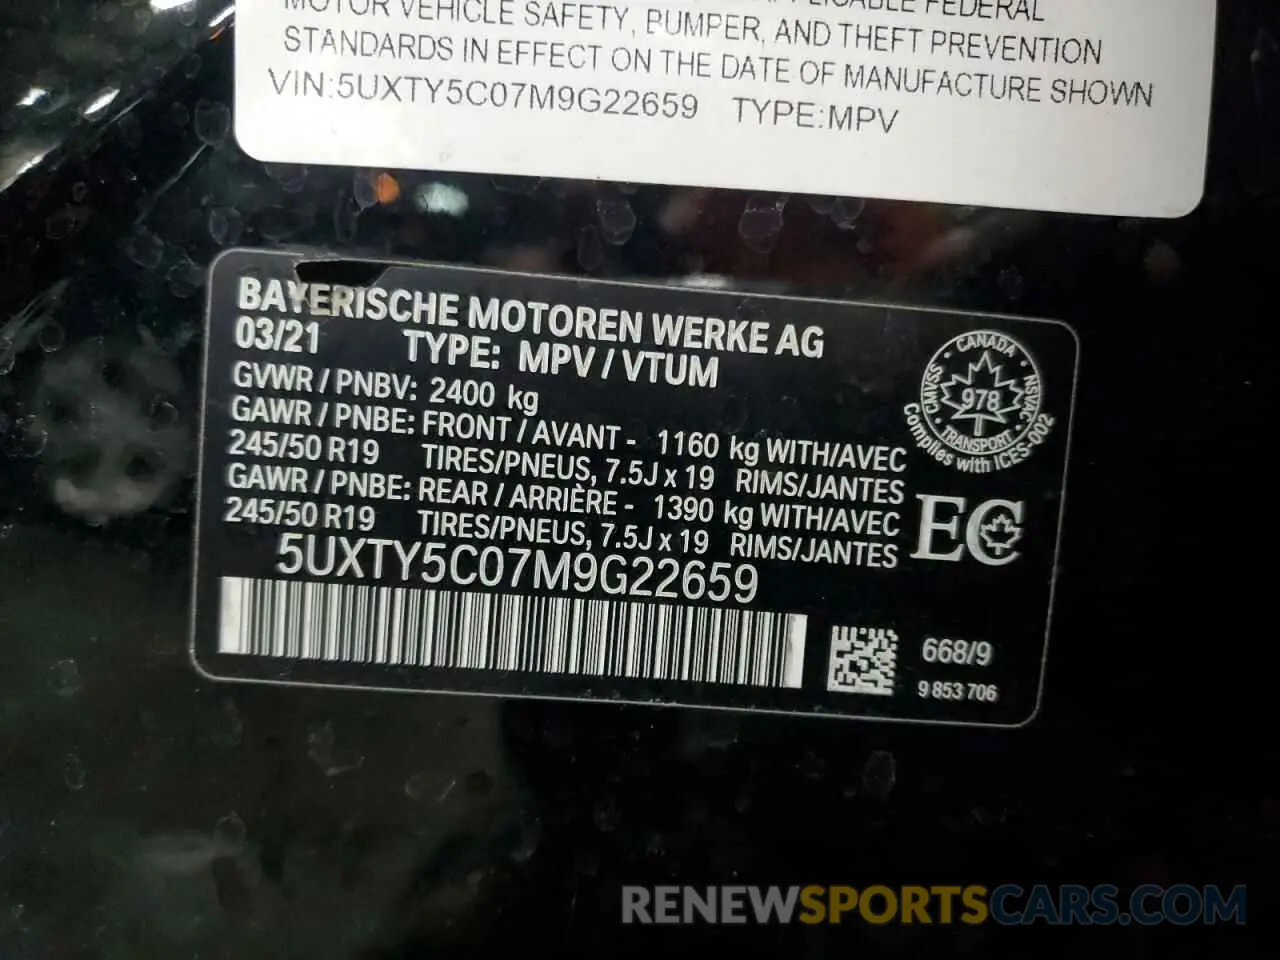 APPLICABLE FEDERAL
MOTOR VEHICLE SAFETY, BUMPER, AND THEFT PREVENTION
STANDARDS IN EFFECT ON THE DATE OF MANUFACTURE SHOWN
VIN:5UXTY5C07M9G22659 TYPE:MPV
BAYERISCHE MOTOREN WERKE AG
03/21 TYPE: MPV / VTUM
GVWR / PNBV: 2400 kg
GAWR / PNBE: FRONT / AVANT - 1160 kg WITH/AVEC
245/50 R19 TIRES/PNEUS, 7.5J x 19 RIMS/JANTES
GAWR / PNBE: REAR / ARRIÈRE - 1390 kg WITH/AVEC
245/50 R19 TIRES/PNEUS, 7.5J x 19 RIMS/JANTES
5UXTY5C07M9G22659
CANADA
CMVSS 978 NSVAC
TRANSPORT
Complies with ICES-002
EC
668/9
9 853 706
RENEWSPORTSCARS.COM